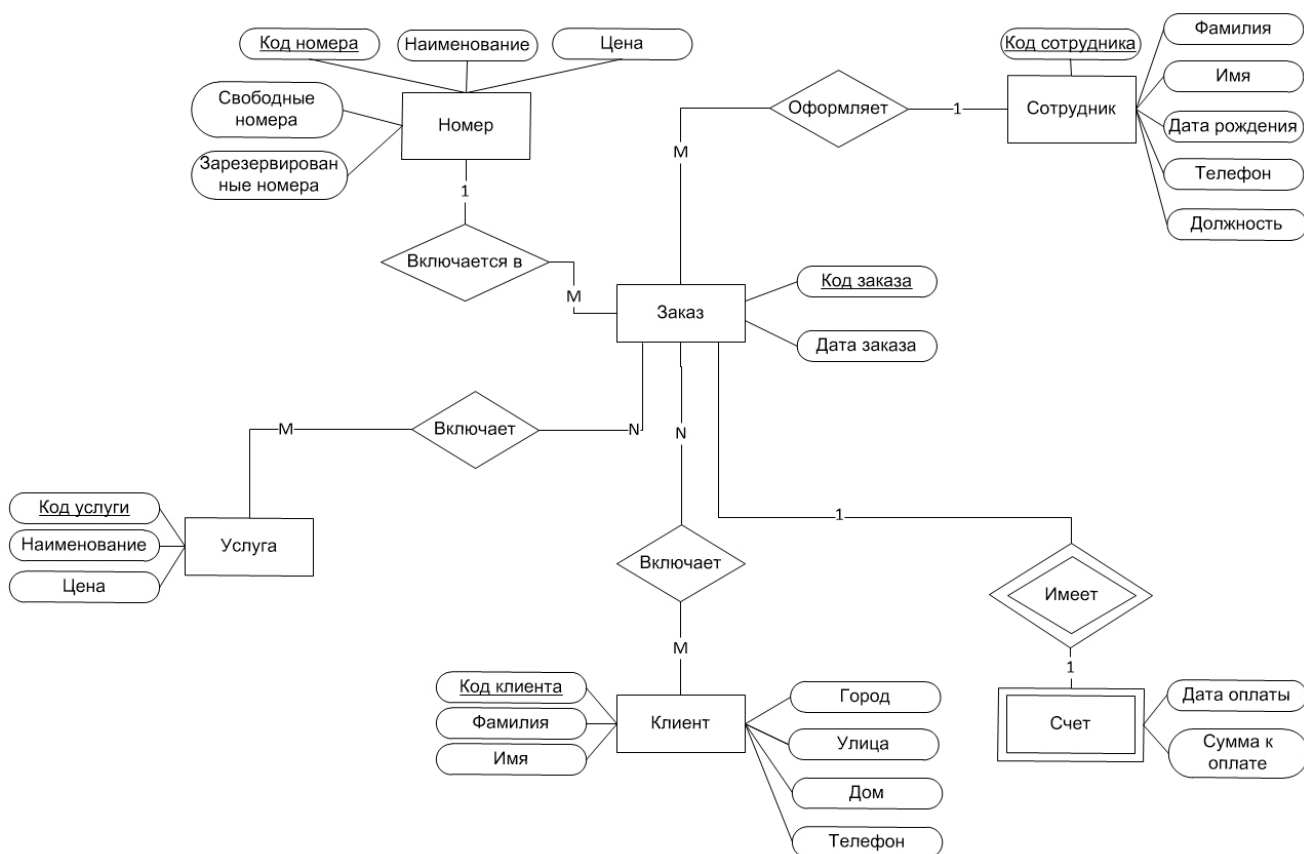 Код номера
Наименование
Цена
Свободные
номера
Зарезервирован
ные номера
Номер
1
Включается в
M
Оформляет
M
1
Код сотрудника
Сотрудник
Фамилия
Имя
Дата рождения
Телефон
Должность
Заказ
Код заказа
Дата заказа
M
Включает
N
N
1
Код услуги
Наименование
Цена
Услуга
Включает
M
Имеет
1
Код клиента
Фамилия
Имя
Клиент
Город
Улица
Дом
Телефон
Счет
Дата оплаты
Сумма к
оплате